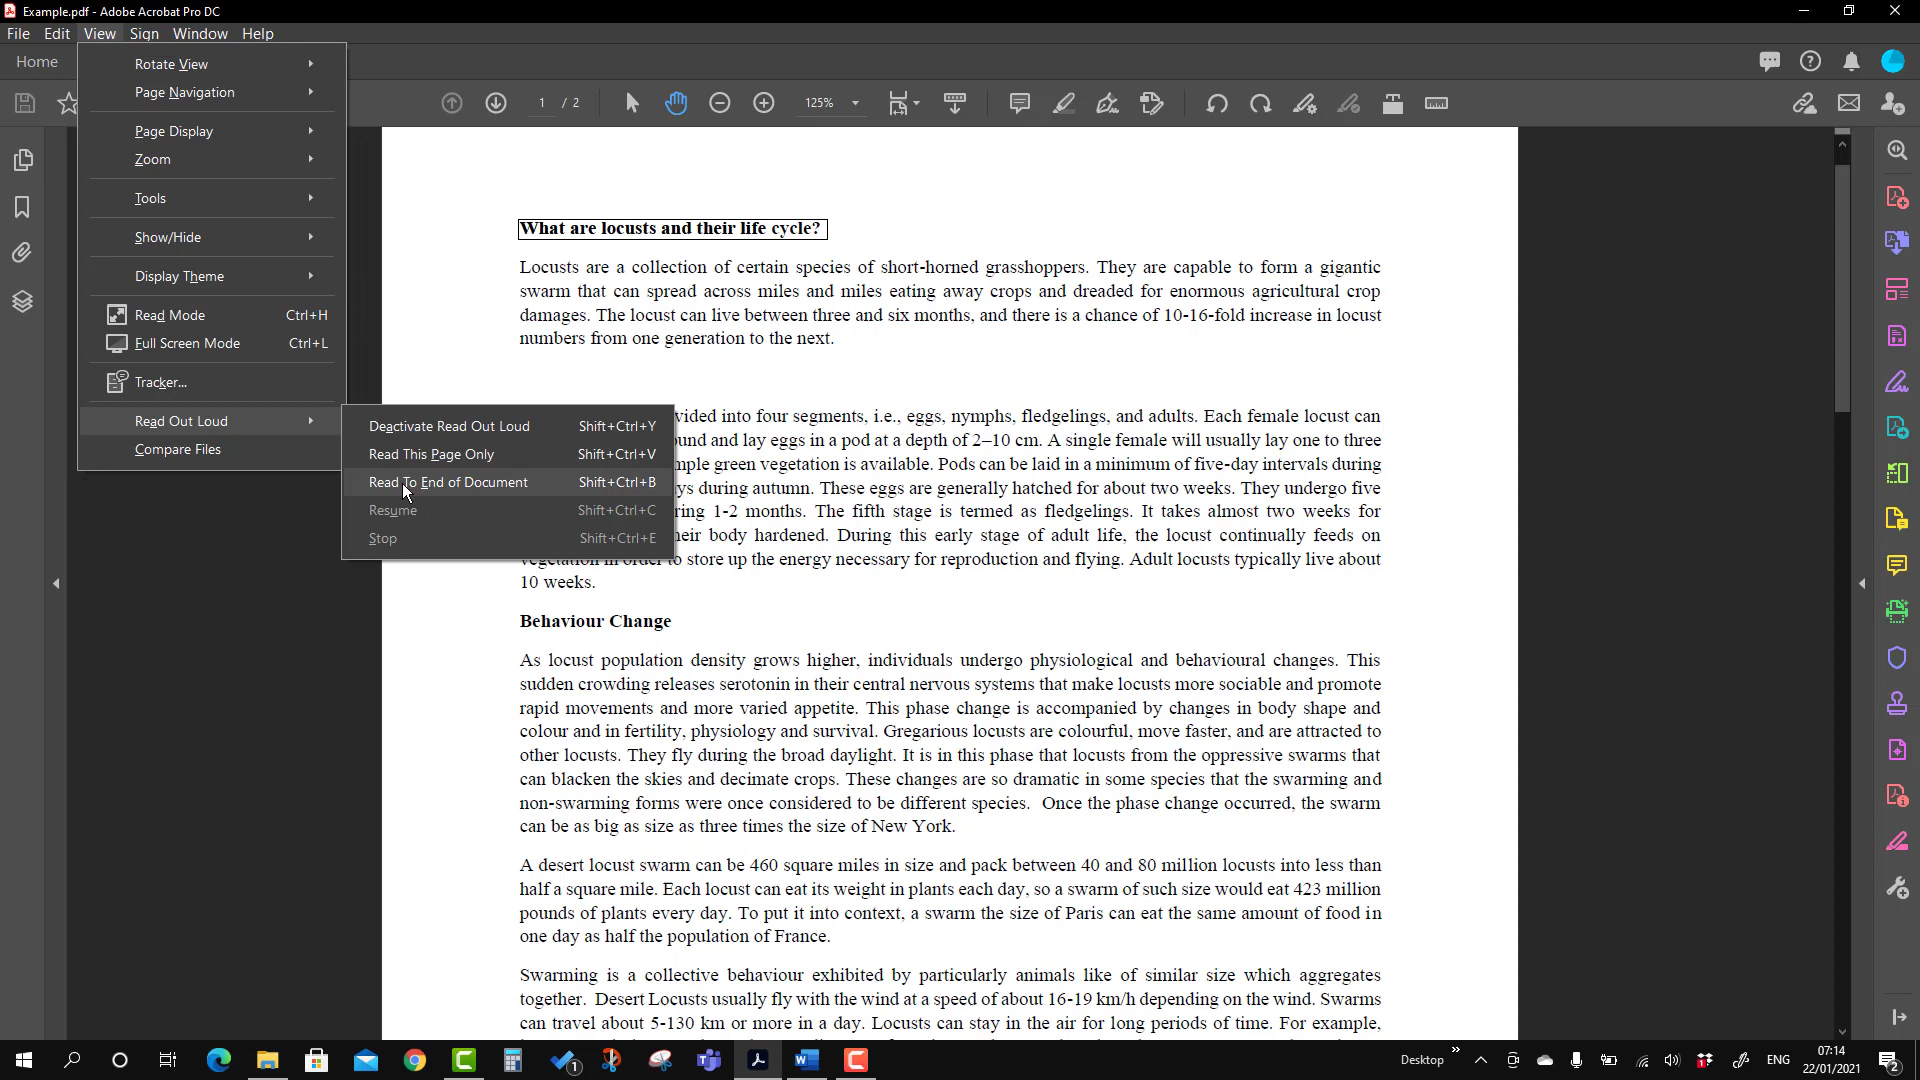 Example.pdf - Adobe Acrobat Pro DC
File Edit View Sign Window Help
Home
1 / 2
125%
Rotate View
Page Navigation
Page Display
Zoom
Tools
Show/Hide
Display Theme
Read Mode Ctrl+H
Full Screen Mode Ctrl+L
Tracker...
Read Out Loud
Compare Files
Deactivate Read Out Loud Shift+Ctrl+Y
Read This Page Only Shift+Ctrl+V
Read To End of Document Shift+Ctrl+B
Resume Shift+Ctrl+C
Stop Shift+Ctrl+E
What are locusts and their life cycle?
Locusts are a collection of certain species of short-horned grasshoppers. They are capable to form a gigantic
swarm that can spread across miles and miles eating away crops and dreaded for enormous agricultural crop
damages. The locust can live between three and six months, and there is a chance of 10-16-fold increase in locust
numbers from one generation to the next.
vided into four segments, i.e., eggs, nymphs, fledgelings, and adults. Each female locust can
ound and lay eggs in a pod at a depth of 2–10 cm. A single female will usually lay one to three
mple green vegetation is available. Pods can be laid in a minimum of five-day intervals during
ys during autumn. These eggs are generally hatched for about two weeks. They undergo five
ring 1-2 months. The fifth stage is termed as fledgelings. It takes almost two weeks for
heir body hardened. During this early stage of adult life, the locust continually feeds on
vegetation in order to store up the energy necessary for reproduction and flying. Adult locusts typically live about
10 weeks.
Behaviour Change
As locust population density grows higher, individuals undergo physiological and behavioural changes. This
sudden crowding releases serotonin in their central nervous systems that make locusts more sociable and promote
rapid movements and more varied appetite. This phase change is accompanied by changes in body shape and
colour and in fertility, physiology and survival. Gregarious locusts are colourful, move faster, and are attracted to
other locusts. They fly during the broad daylight. It is in this phase that locusts from the oppressive swarms that
can blacken the skies and decimate crops. These changes are so dramatic in some species that the swarming and
non-swarming forms were once considered to be different species. Once the phase change occurred, the swarm
can be as big as size as three times the size of New York.
A desert locust swarm can be 460 square miles in size and pack between 40 and 80 million locusts into less than
half a square mile. Each locust can eat its weight in plants each day, so a swarm of such size would eat 423 million
pounds of plants every day. To put it into context, a swarm the size of Paris can eat the same amount of food in
one day as half the population of France.
Swarming is a collective behaviour exhibited by particularly animals like of similar size which aggregates
together. Desert Locusts usually fly with the wind at a speed of about 16-19 km/h depending on the wind. Swarms
can travel about 5-130 km or more in a day. Locusts can stay in the air for long periods of time. For example,
Desktop
ENG
07:14
22/01/2021
1
1
2